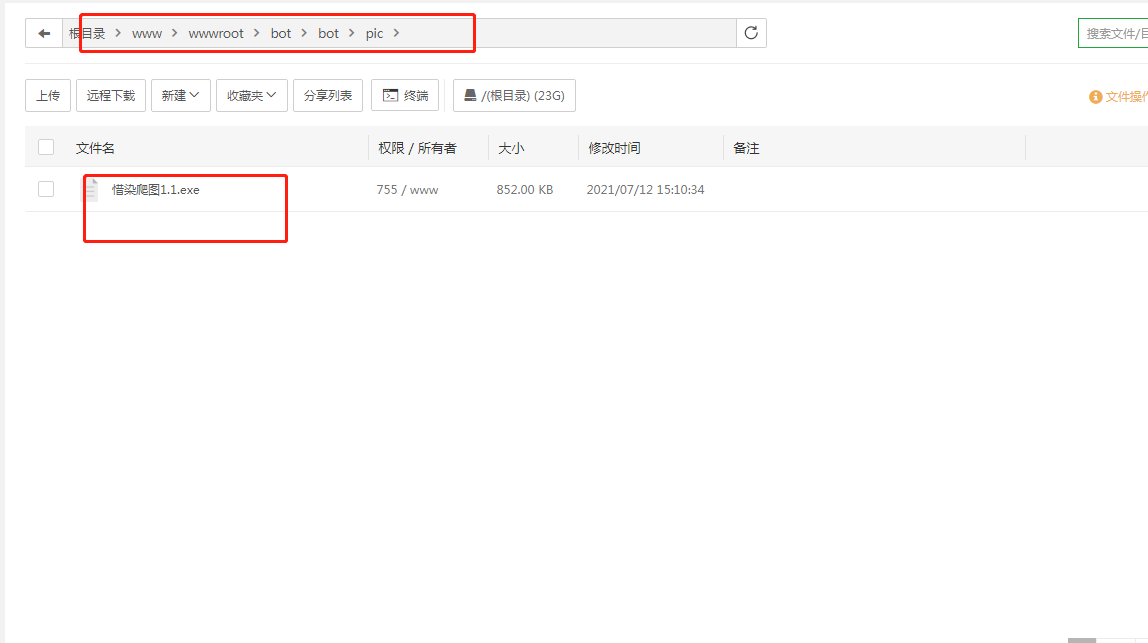 根目录 www wwwroot bot bot pic
搜索文件/目
上传 远程下载 新建 收藏夹 分享列表 终端 /(根目录) (23G) 文件操作
文件名 权限 / 所有者 大小 修改时间 备注
惜染爬图1.1.exe 755 / www 852.00 KB 2021/07/12 15:10:34